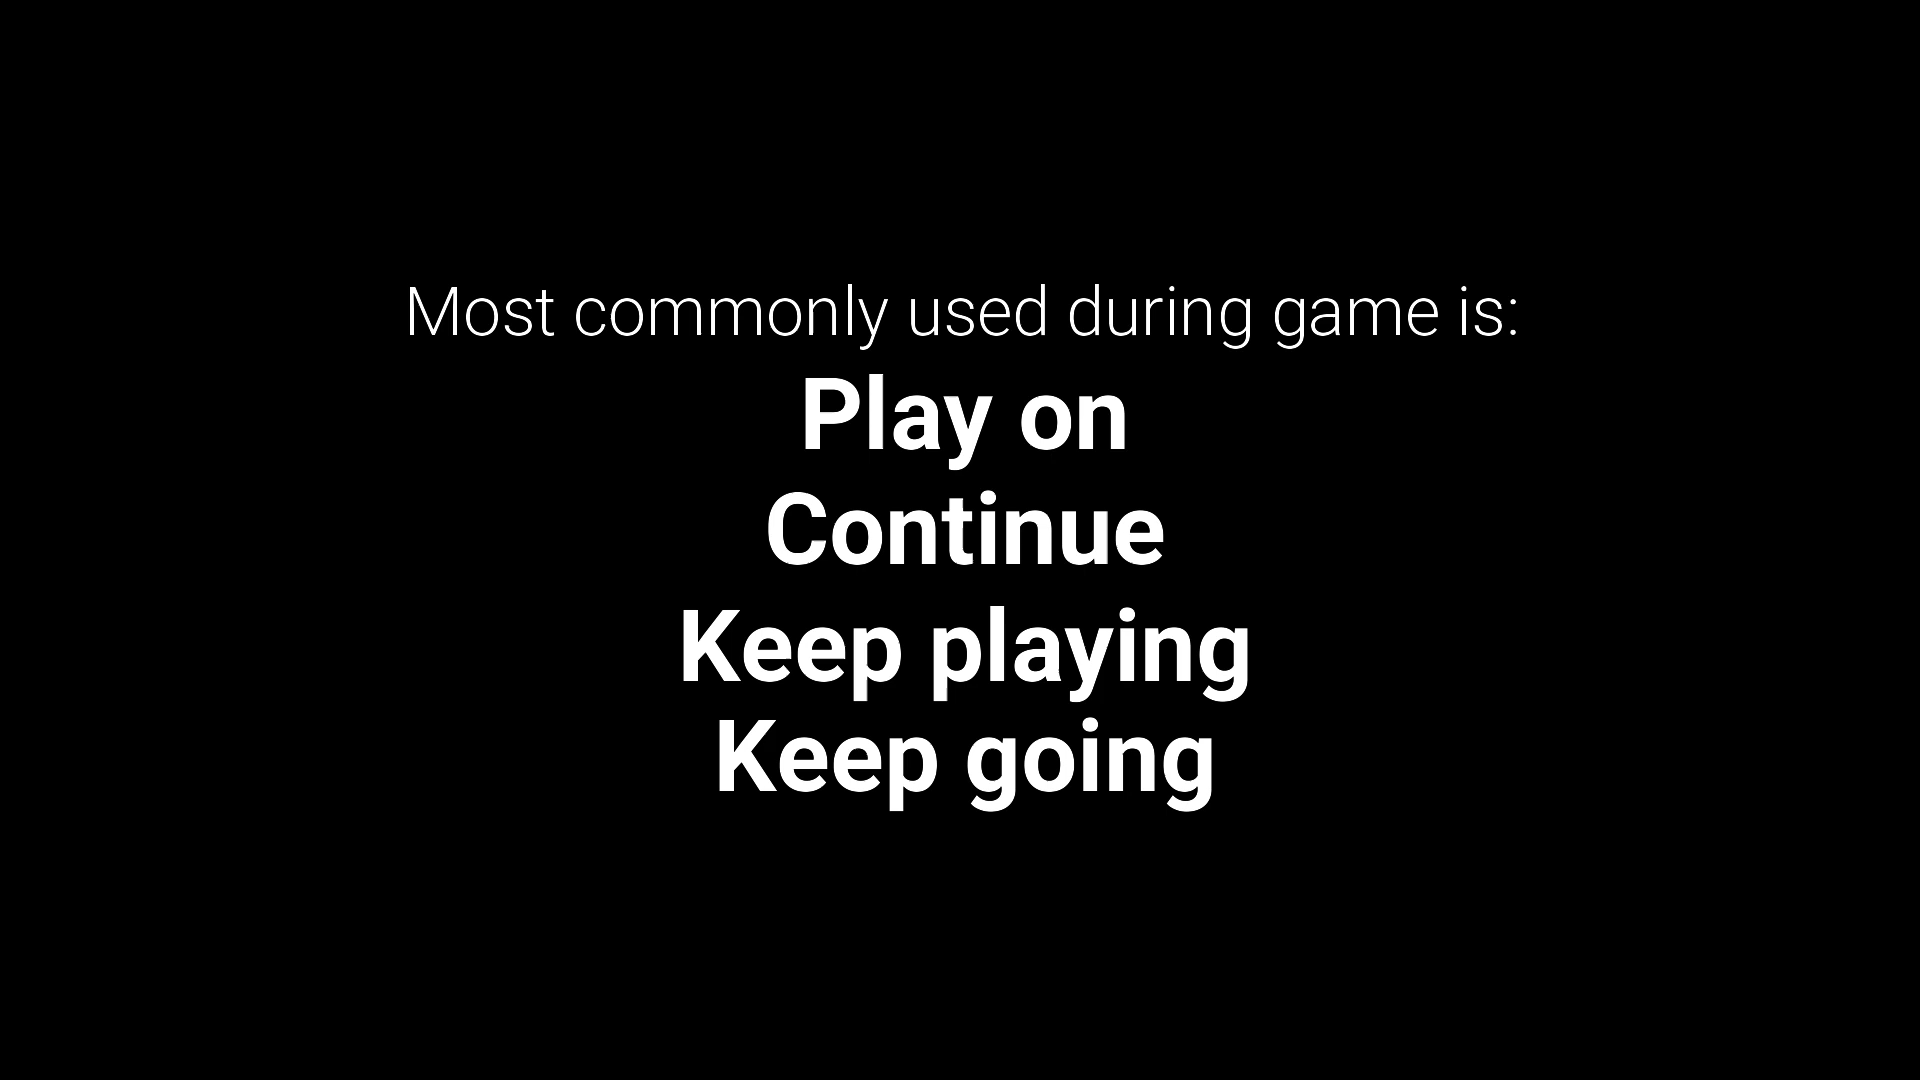 Most commonly used during game is:
Play on
Continue
Keep playing
Keep going